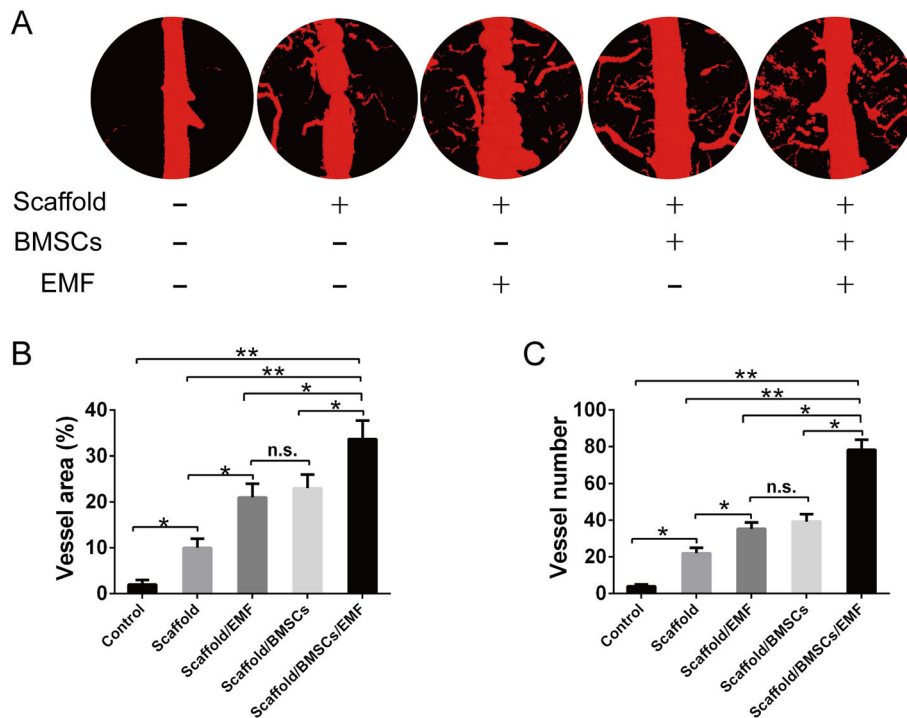 A
Scaffold − + + + +
BMSCs − − − + +
EMF − − + − +
B
**
**
*
*
n.s.
*
*
Vessel area (%)
40
30
20
10
0
Control
Scaffold
Scaffold/EMF
Scaffold/BMSCs
Scaffold/BMSCs/EMF
C
**
**
*
*
n.s.
*
*
Vessel number
100
80
60
40
20
0
Control
Scaffold
Scaffold/EMF
Scaffold/BMSCs
Scaffold/BMSCs/EMF